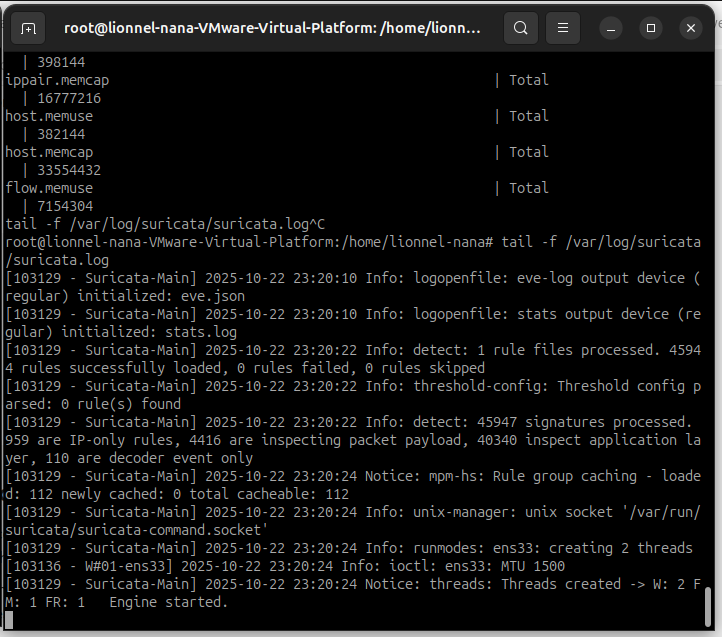 root@lionnel-nana-VMware-Virtual-Platform: /home/lionn...
| 398144
ippair.memcap | Total
| 16777216
host.memuse | Total
| 382144
host.memcap | Total
| 33554432
flow.memuse | Total
| 7154304
tail -f /var/log/suricata/suricata.log^C
root@lionnel-nana-VMware-Virtual-Platform:/home/lionnel-nana# tail -f /var/log/suricata
/suricata.log
[103129 - Suricata-Main] 2025-10-22 23:20:10 Info: logopenfile: eve-log output device (
regular) initialized: eve.json
[103129 - Suricata-Main] 2025-10-22 23:20:10 Info: logopenfile: stats output device (re
gular) initialized: stats.log
[103129 - Suricata-Main] 2025-10-22 23:20:22 Info: detect: 1 rule files processed. 4594
4 rules successfully loaded, 0 rules failed, 0 rules skipped
[103129 - Suricata-Main] 2025-10-22 23:20:22 Info: threshold-config: Threshold config p
arsed: 0 rule(s) found
[103129 - Suricata-Main] 2025-10-22 23:20:22 Info: detect: 45947 signatures processed.
959 are IP-only rules, 4416 are inspecting packet payload, 40340 inspect application la
yer, 110 are decoder event only
[103129 - Suricata-Main] 2025-10-22 23:20:24 Notice: mpm-hs: Rule group caching - loade
d: 112 newly cached: 0 total cacheable: 112
[103129 - Suricata-Main] 2025-10-22 23:20:24 Info: unix-manager: unix socket '/var/run/
suricata/suricata-command.socket'
[103129 - Suricata-Main] 2025-10-22 23:20:24 Info: runmodes: ens33: creating 2 threads
[103136 - W#01-ens33] 2025-10-22 23:20:24 Info: ioctl: ens33: MTU 1500
[103129 - Suricata-Main] 2025-10-22 23:20:24 Notice: threads: Threads created -> W: 2 F
M: 1 FR: 1   Engine started.